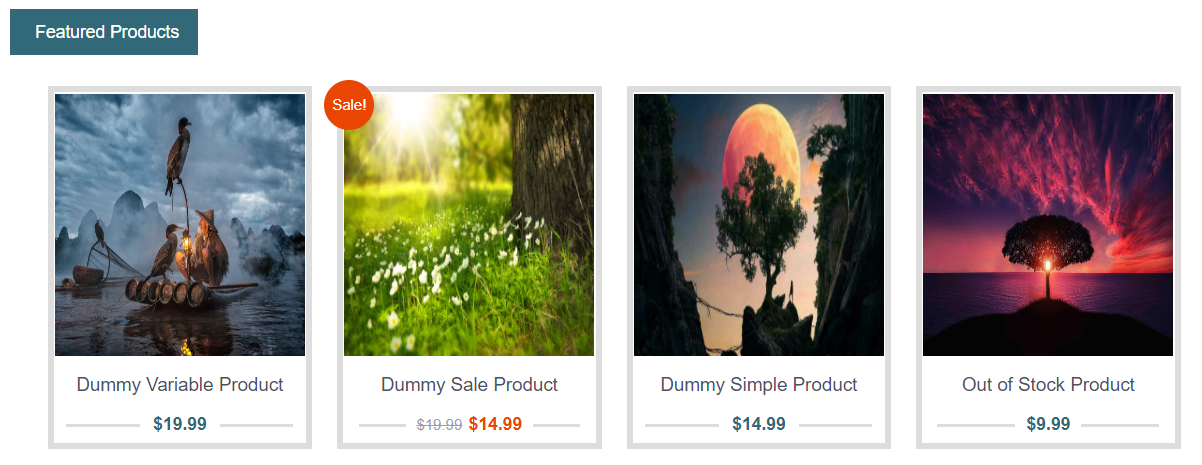 Featured Products
Sale!
Dummy Variable Product
$19.99
Dummy Sale Product
$19.99 $14.99
Dummy Simple Product
$14.99
Out of Stock Product
$9.99